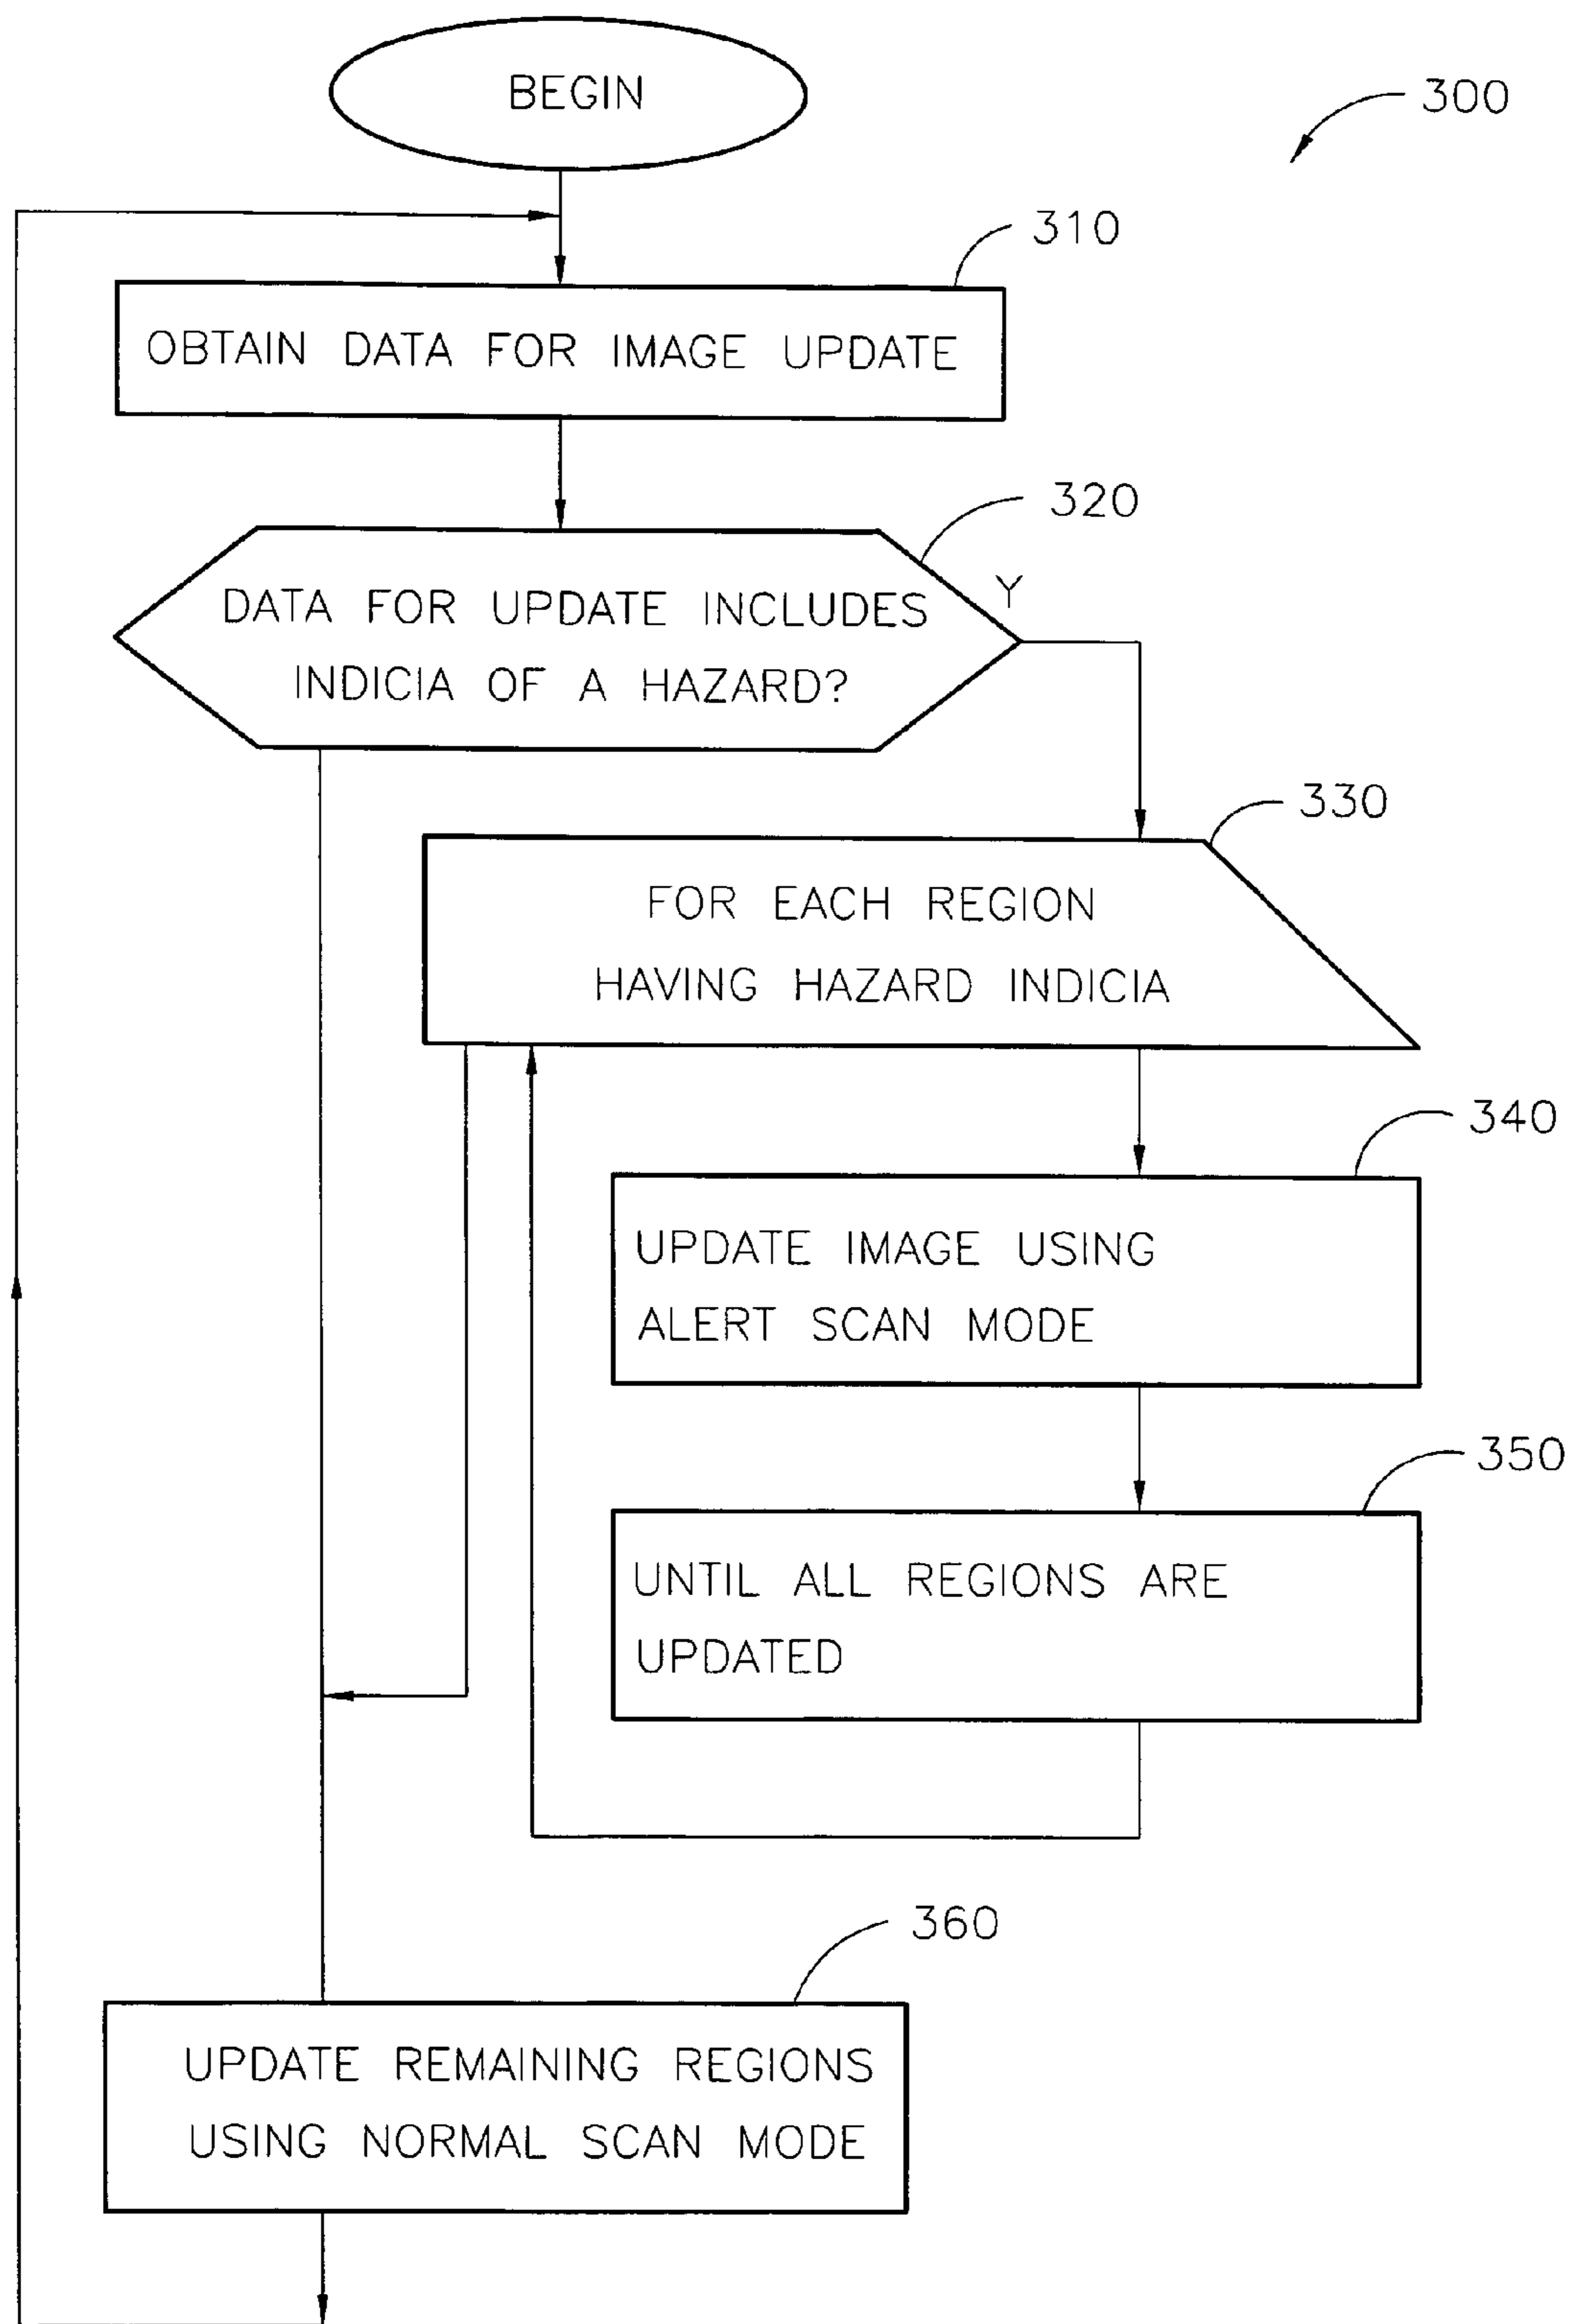 BEGIN
300
310
OBTAIN DATA FOR IMAGE UPDATE
320
Y
DATA FOR UPDATE INCLUDES
INDICIA OF A HAZARD?
330
FOR EACH REGION
HAVING HAZARD INDICIA
340
UPDATE IMAGE USING
ALERT SCAN MODE
350
UNTIL ALL REGIONS ARE
UPDATED
360
UPDATE REMAINING REGIONS
USING NORMAL SCAN MODE